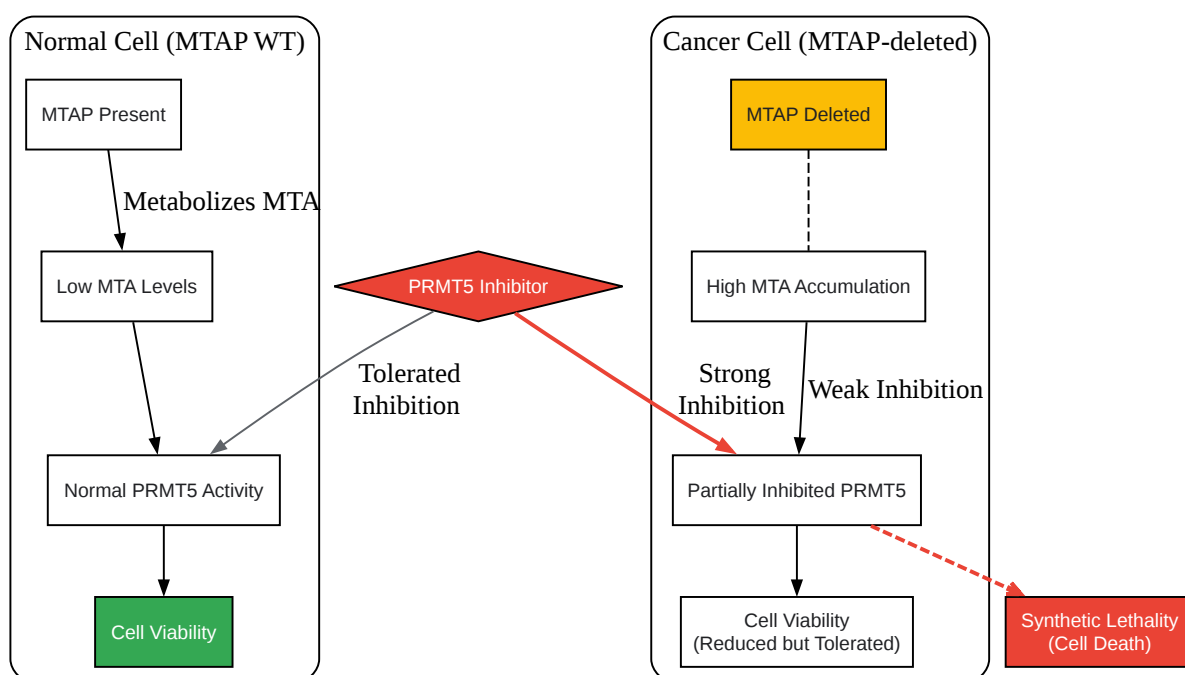 Normal Cell (MTAP WT)
MTAP Present
Metabolizes MTA
Low MTA Levels
Normal PRMT5 Activity
Cell Viability
PRMT5 Inhibitor
Tolerated
Inhibition
Cancer Cell (MTAP-deleted)
MTAP Deleted
High MTA Accumulation
Strong
Inhibition
Weak Inhibition
Partially Inhibited PRMT5
Cell Viability
(Reduced but Tolerated)
Synthetic Lethality
(Cell Death)